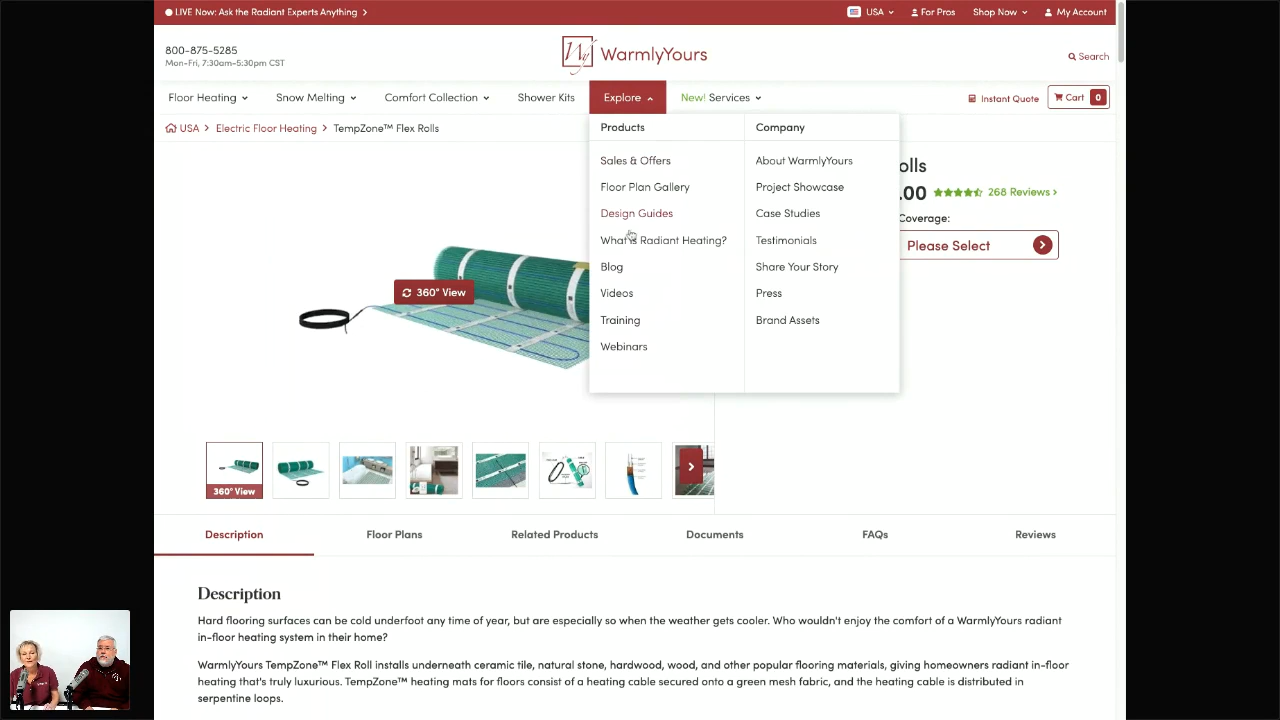 LIVE Now: Ask the Radiant Experts Anything
USA
For Pros
Shop Now
My Account
800-875-5285
Mon-Fri, 7:30am-5:30pm CST
Wy WarmlyYours
Search
Floor Heating
Snow Melting
Comfort Collection
Shower Kits
Explore
New! Services
Instant Quote
Cart 0
USA > Electric Floor Heating > TempZone™ Flex Rolls
Products
Sales & Offers
Floor Plan Gallery
Design Guides
What is Radiant Heating?
Blog
Videos
Training
Webinars
Company
About WarmlyYours
Project Showcase
Case Studies
Testimonials
Share Your Story
Press
Brand Assets
olls
.00
268 Reviews >
Coverage:
Please Select
360° View
360° View
Description
Floor Plans
Related Products
Documents
FAQs
Reviews
Description
Hard flooring surfaces can be cold underfoot any time of year, but are especially so when the weather gets cooler. Who wouldn't enjoy the comfort of a WarmlyYours radiant
in-floor heating system in their home?
WarmlyYours TempZone™ Flex Roll installs underneath ceramic tile, natural stone, hardwood, wood, and other popular flooring materials, giving homeowners radiant in-floor
heating that's truly luxurious. TempZone™ heating mats for floors consist of a heating cable secured onto a green mesh fabric, and the heating cable is distributed in
serpentine loops.